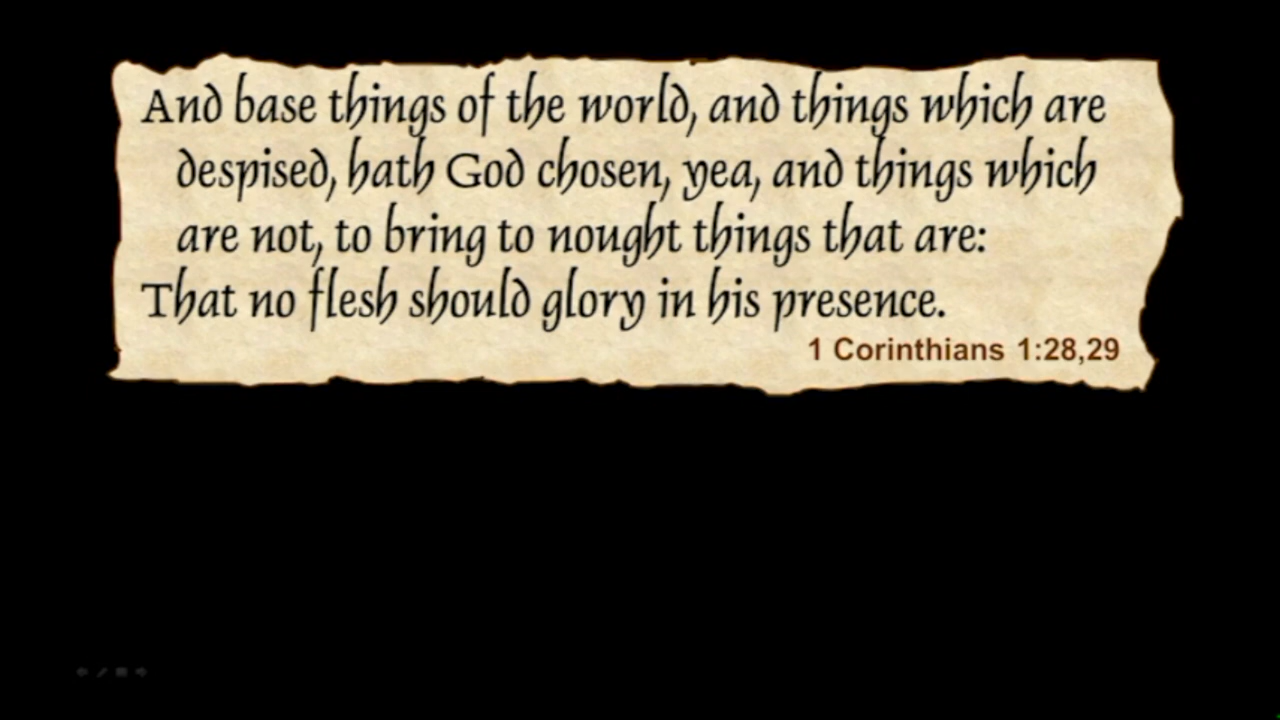 And base things of the world, and things which are
despised, hath God chosen, yea, and things which
are not, to bring to nought things that are:
That no flesh should glory in his presence.
1 Corinthians 1:28,29